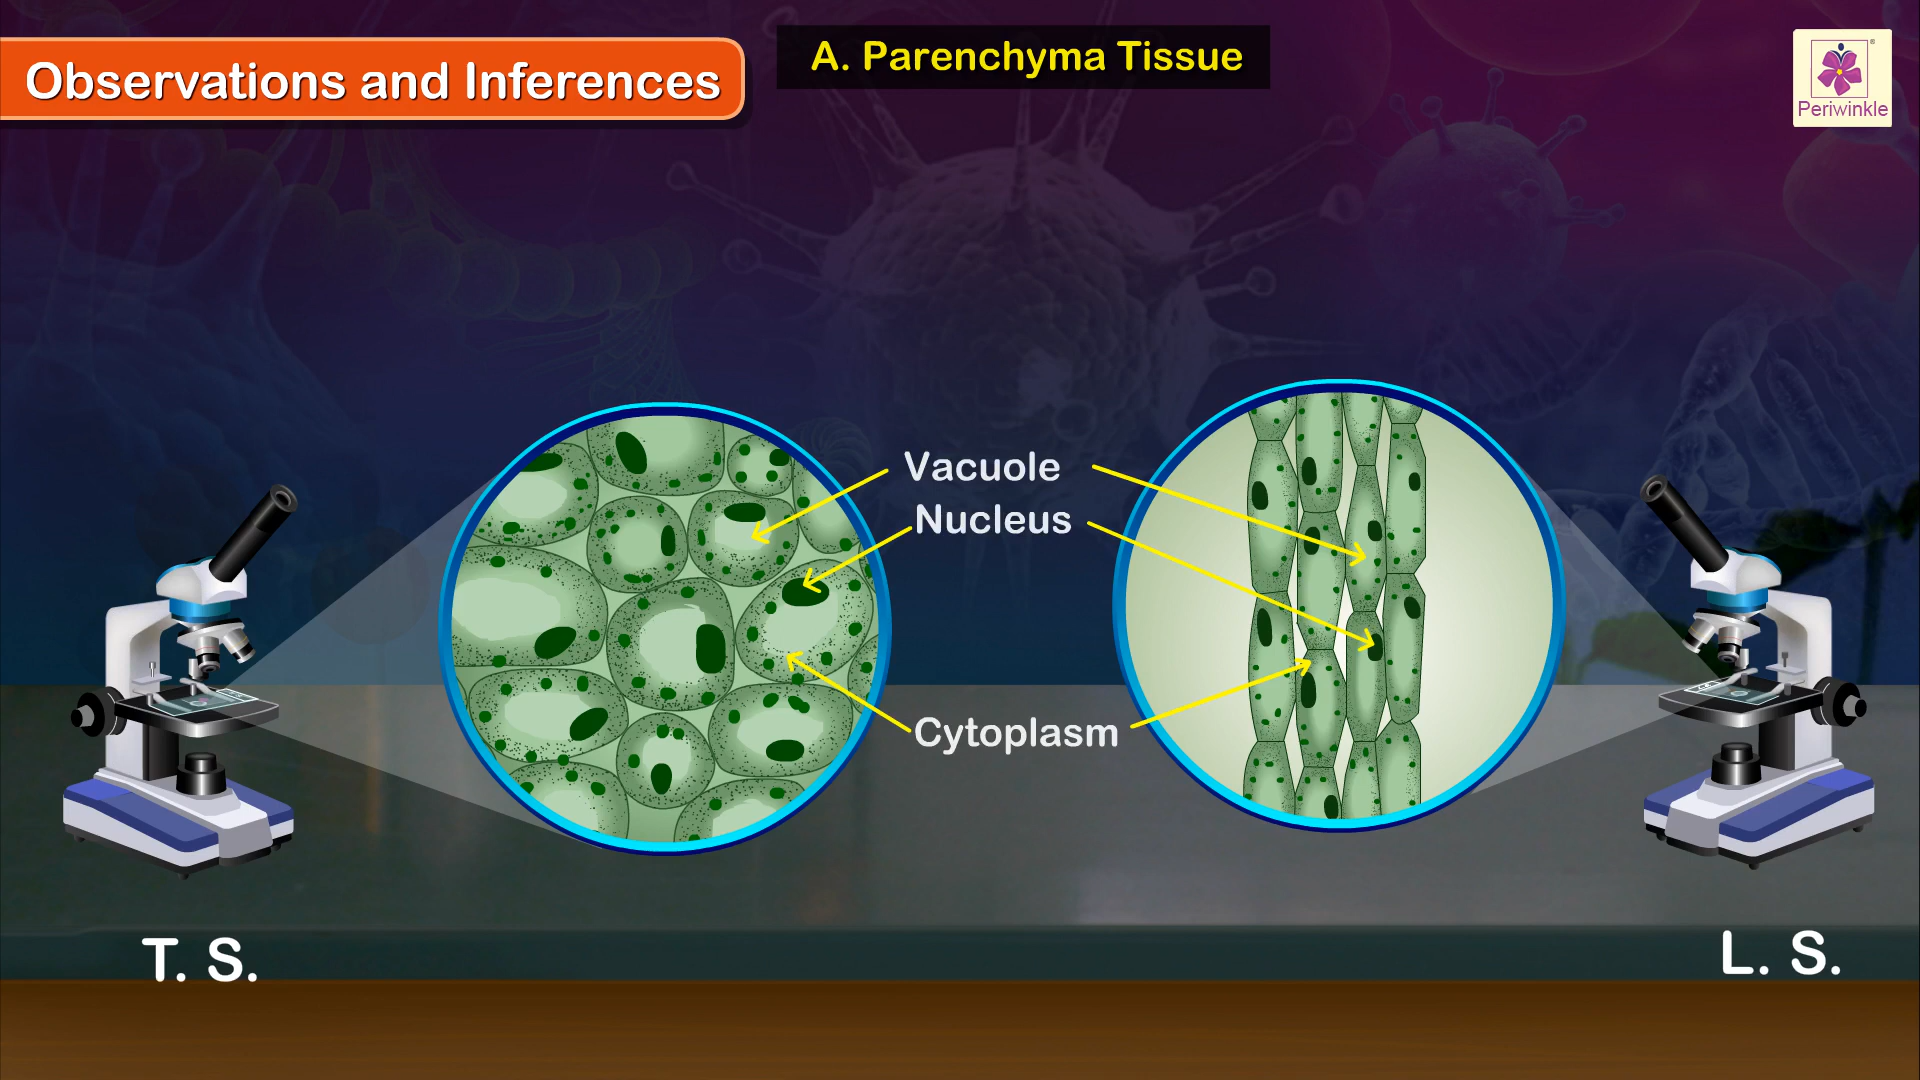 Observations and Inferences
A. Parenchyma Tissue
Periwinkle
Vacuole
Nucleus
Cytoplasm
T. S.
L. S.